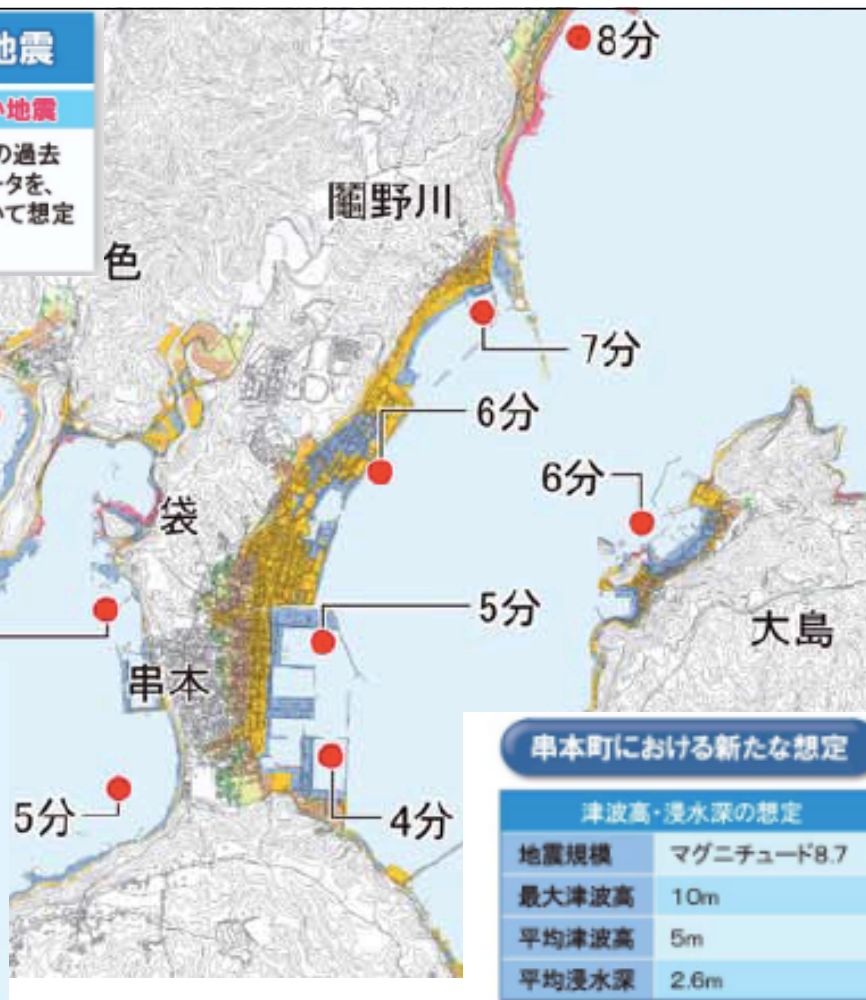 地震
い地震
の過去
ータを、
いて想定
8分
鬮野川
色
7分
6分
6分
袋
5分
大島
串本
5分
4分
串本町における新たな想定
津波高・浸水深の想定
地震規模 マグニチュード8.7
最大津波高 10m
平均津波高 5m
平均浸水深 2.6m